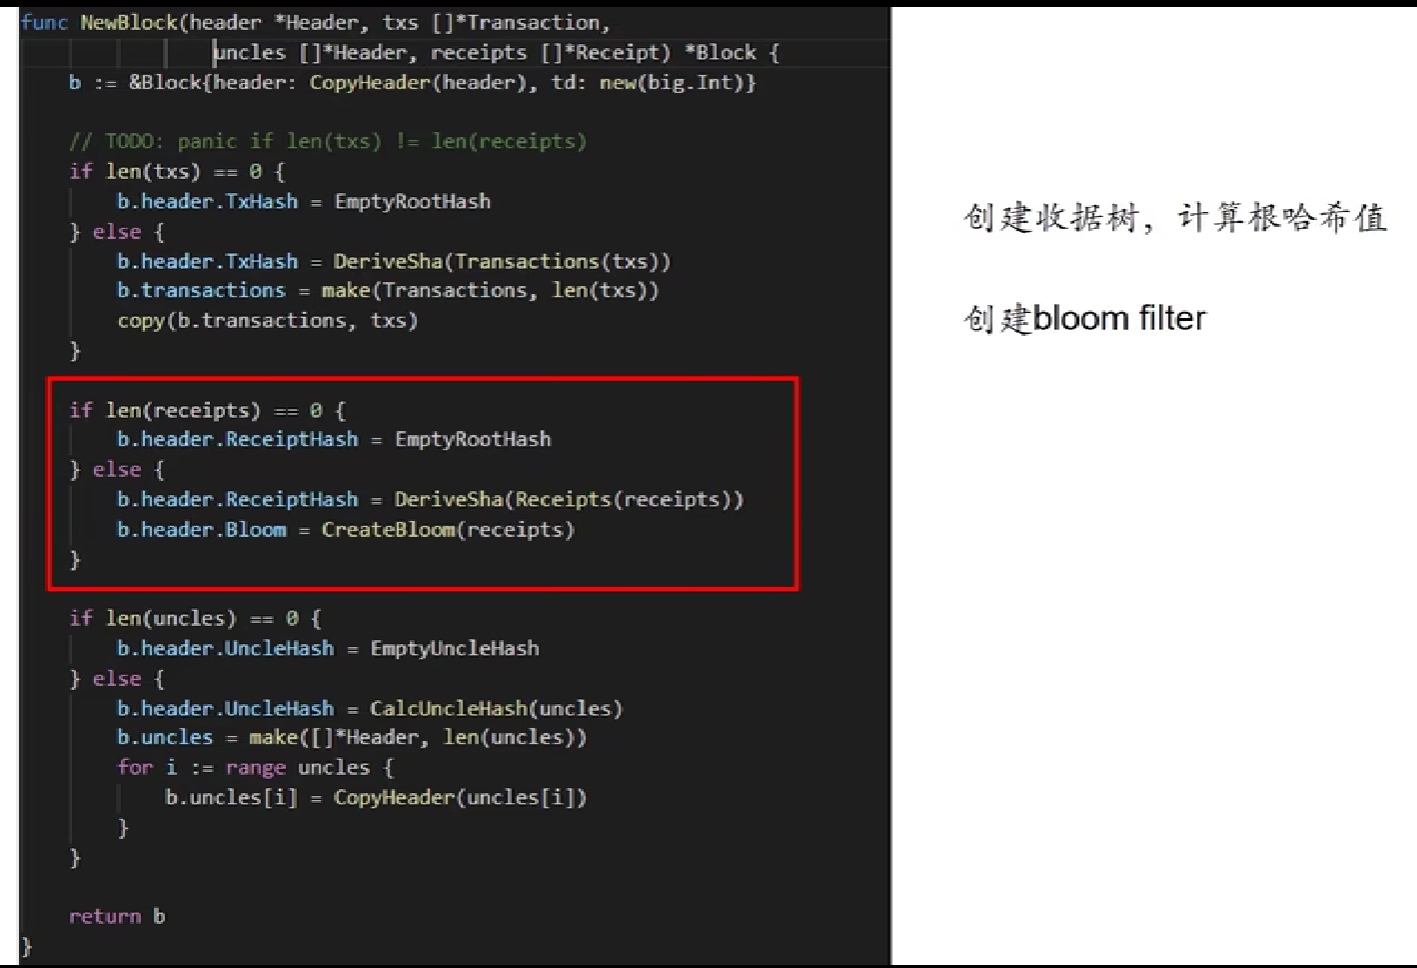 func NewBlock(header *Header, txs []*Transaction,
uncles []*Header, receipts []*Receipt) *Block {
b := &Block{header: CopyHeader(header), td: new(big.Int)}
// TODO: panic if len(txs) != len(receipts)
if len(txs) == 0 {
b.header.TxHash = EmptyRootHash
} else {
b.header.TxHash = DeriveSha(Transactions(txs))
b.transactions = make(Transactions, len(txs))
copy(b.transactions, txs)
}
if len(receipts) == 0 {
b.header.ReceiptHash = EmptyRootHash
} else {
b.header.ReceiptHash = DeriveSha(Receipts(receipts))
b.header.Bloom = CreateBloom(receipts)
}
if len(uncles) == 0 {
b.header.UncleHash = EmptyUncleHash
} else {
b.header.UncleHash = CalcUncleHash(uncles)
b.uncles = make([]*Header, len(uncles))
for i := range uncles {
b.uncles[i] = CopyHeader(uncles[i])
}
}
return b
}
创建收据树，计算根哈希值
创建bloom filter